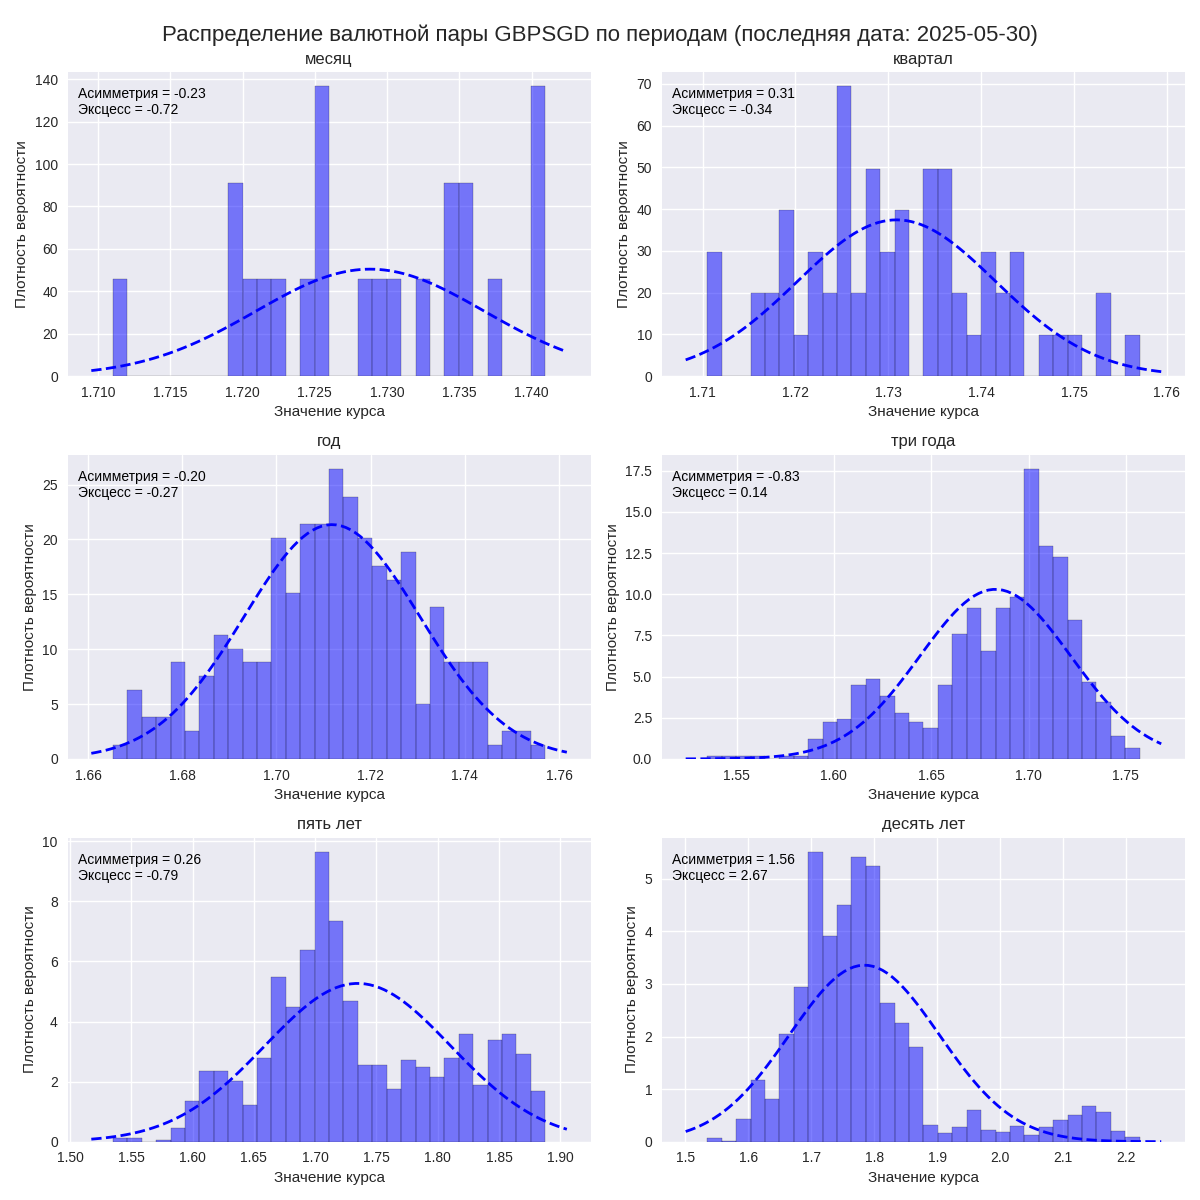 Распределение валютной пары GBPSGD по периодам (последняя дата: 2025-05-30)
месяц
Асимметрия = -0.23
Эксцесс = -0.72
Плотность вероятности
140
120
100
80
60
40
20
0
1.710 1.715 1.720 1.725 1.730 1.735 1.740
Значение курса
квартал
Асимметрия = 0.31
Эксцесс = -0.34
Плотность вероятности
70
60
50
40
30
20
10
0
1.71 1.72 1.73 1.74 1.75 1.76
Значение курса
год
Асимметрия = -0.20
Эксцесс = -0.27
Плотность вероятности
25
20
15
10
5
0
1.66 1.68 1.70 1.72 1.74 1.76
Значение курса
три года
Асимметрия = -0.83
Эксцесс = 0.14
Плотность вероятности
17.5
15.0
12.5
10.0
7.5
5.0
2.5
0.0
1.55 1.60 1.65 1.70 1.75
Значение курса
пять лет
Асимметрия = 0.26
Эксцесс = -0.79
Плотность вероятности
10
8
6
4
2
0
1.50 1.55 1.60 1.65 1.70 1.75 1.80 1.85 1.90
Значение курса
десять лет
Асимметрия = 1.56
Эксцесс = 2.67
Плотность вероятности
5
4
3
2
1
0
1.5 1.6 1.7 1.8 1.9 2.0 2.1 2.2
Значение курса